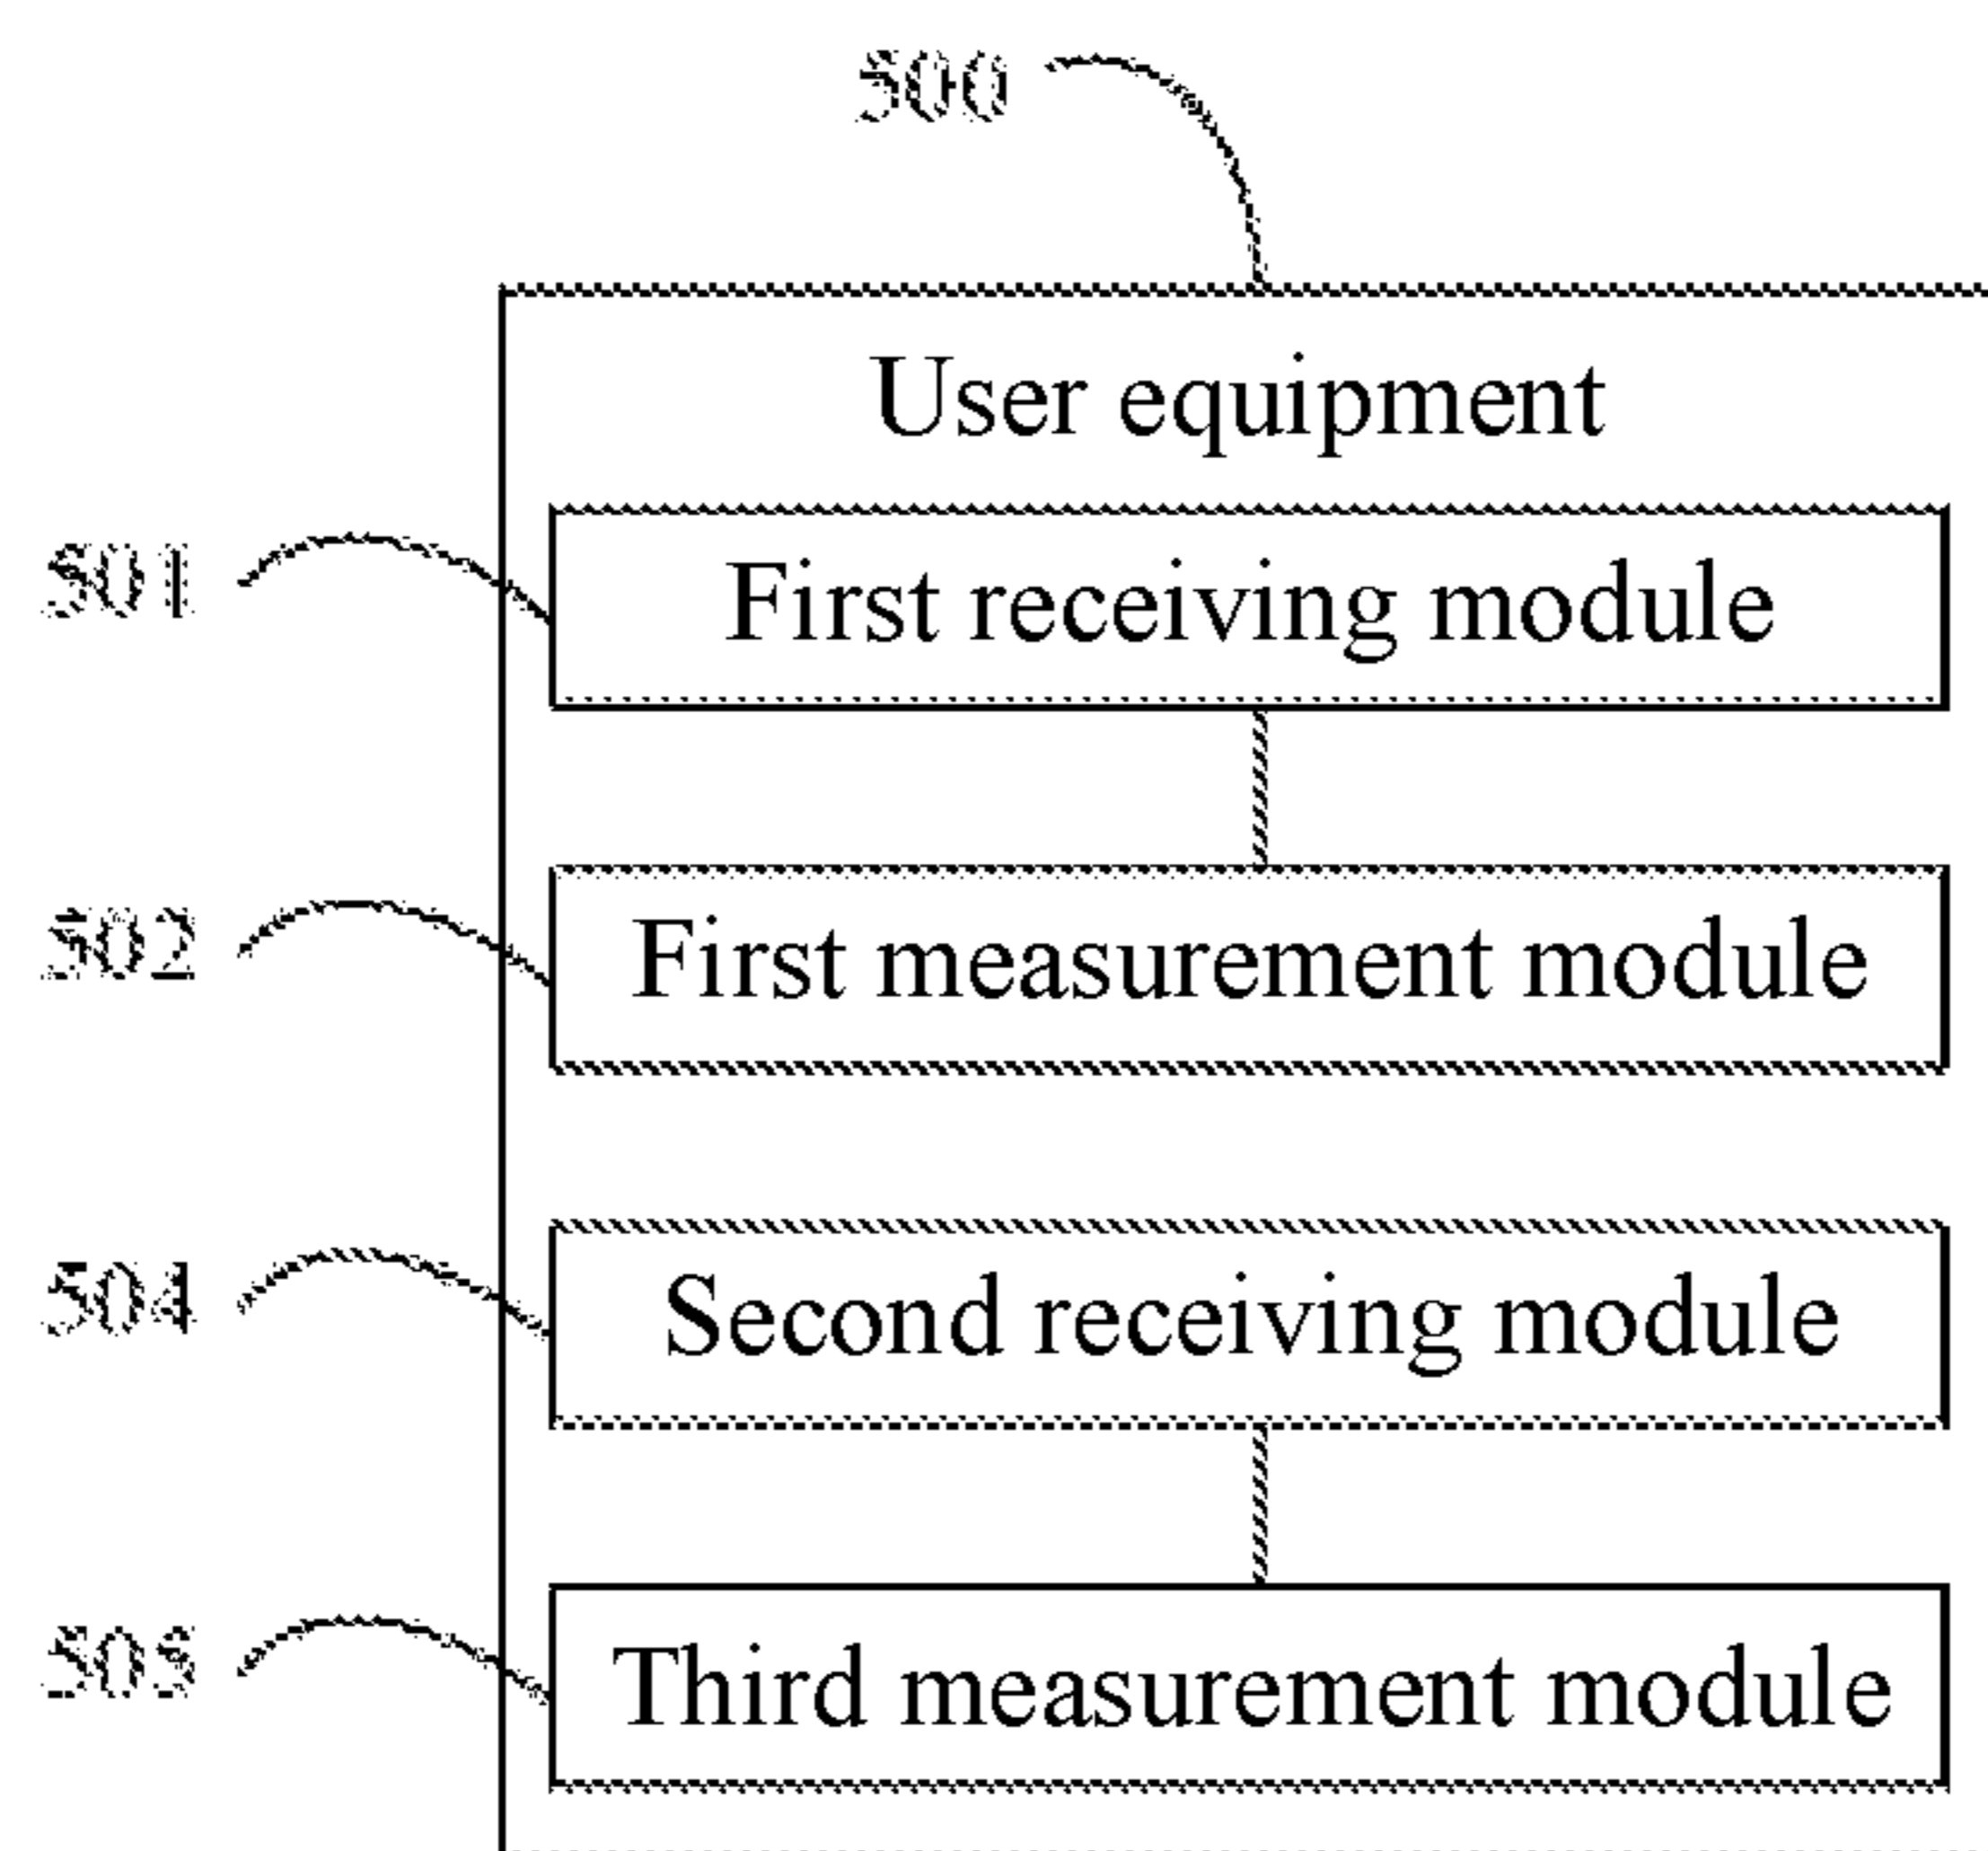 500
User equipment
501
First receiving module
502
First measurement module
504
Second receiving module
505
Third measurement module